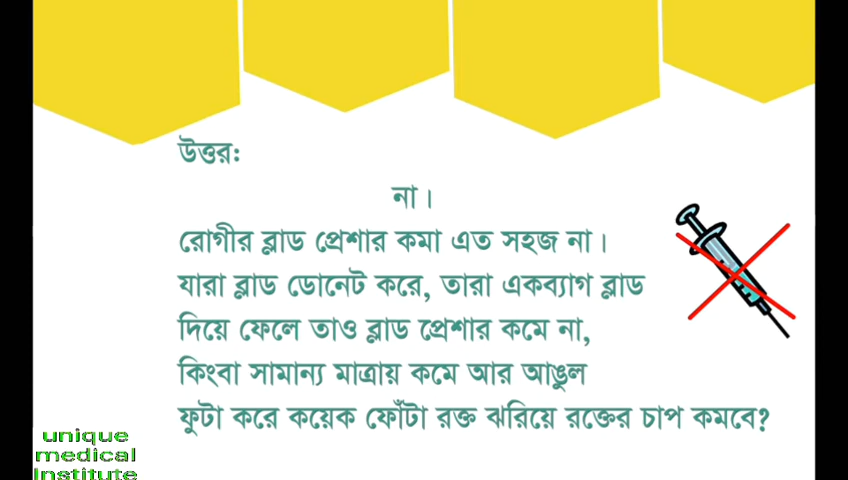 উত্তর:
না।
রোগীর ব্লাড প্রেশার কমা এত সহজ না।
যারা ব্লাড ডোনেট করে, তারা একব্যাগ ব্লাড
দিয়ে ফেলে তাও ব্লাড প্রেশার কমে না,
কিংবা সামান্য মাত্রায় কমে আর আঙুল
ফুটা করে কয়েক ফোঁটা রক্ত ঝরিয়ে রক্তের চাপ কমবে?
unique
medical
Institute